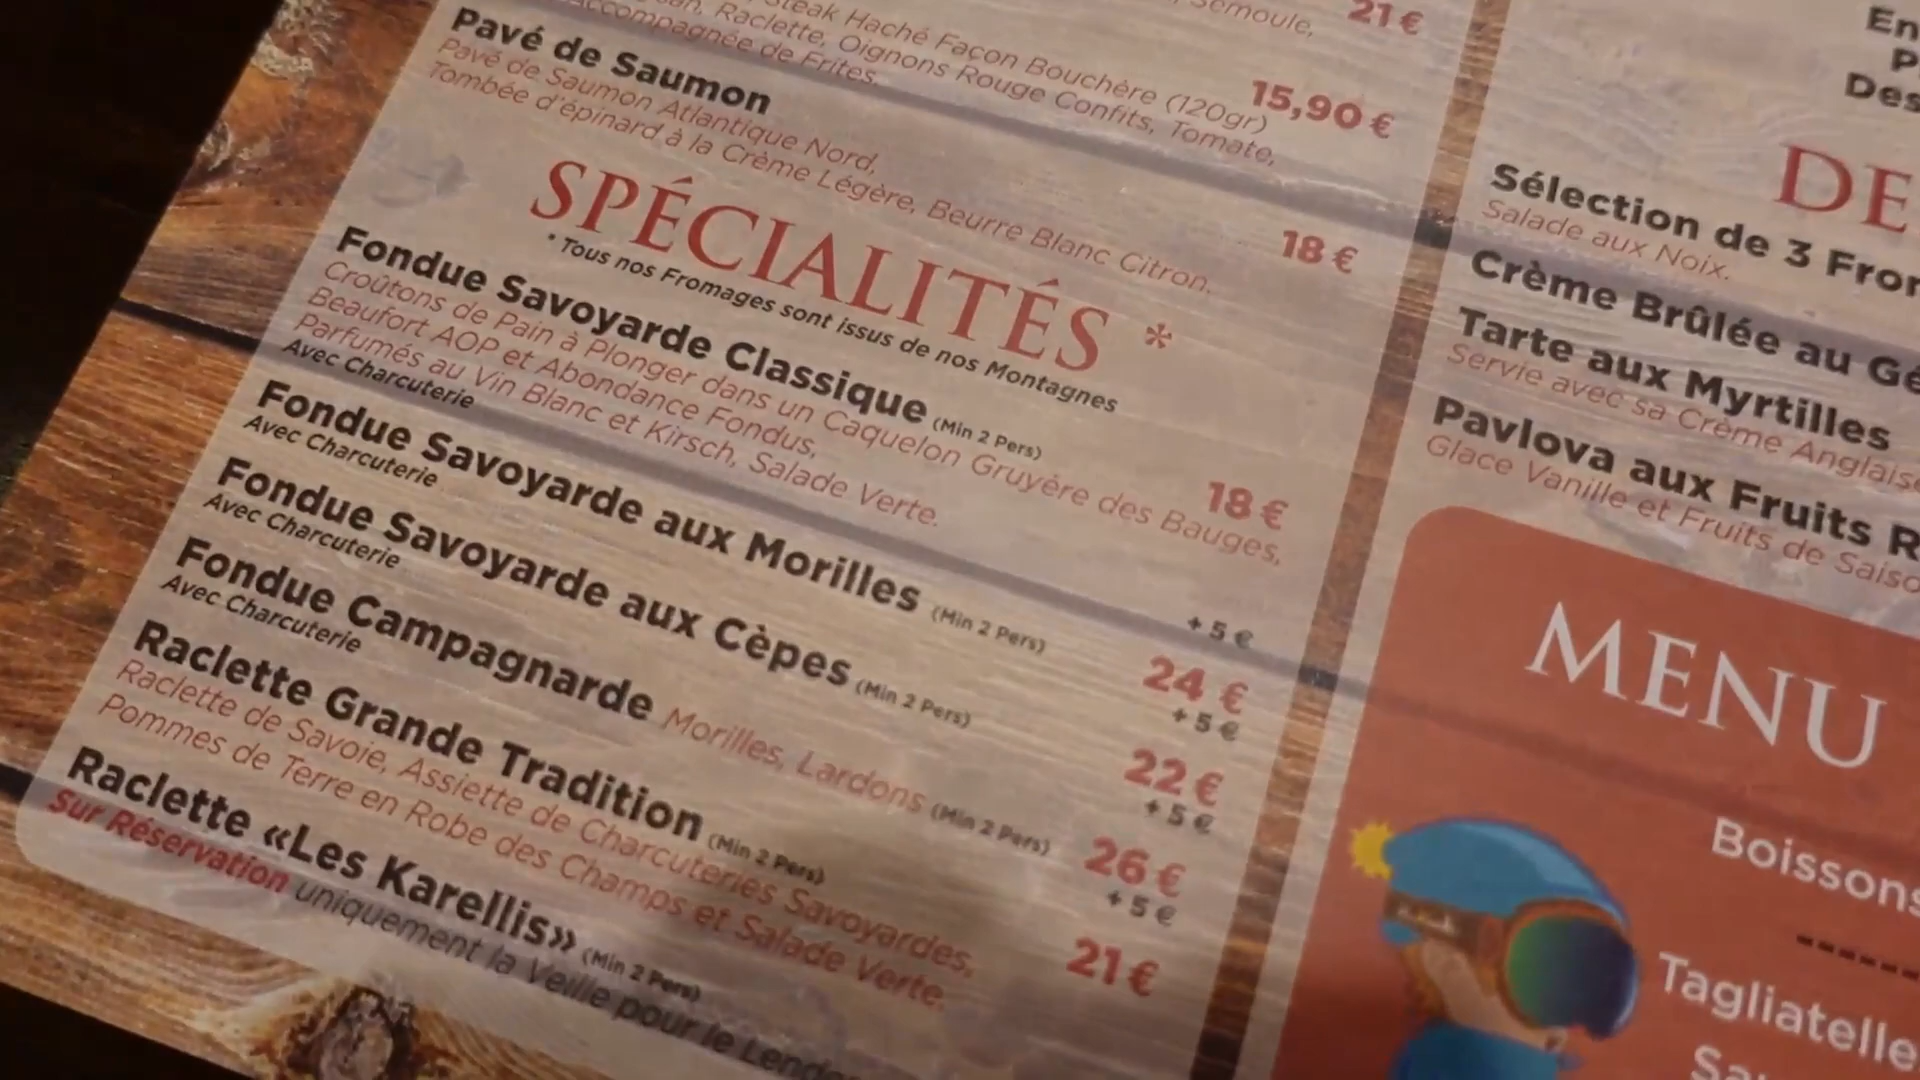 Semoule,
21 €
Steak Haché Façon Bouchère (120gr)
Raclette, Oignons Rouge Confits, Tomate,
Accompagnée de Frites.
15,90 €
Pavé de Saumon
Pavé de Saumon Atlantique Nord,
Tombée d'épinard à la Crème Légère, Beurre Blanc Citron.
18 €
SPÉCIALITÉS *
* Tous nos Fromages sont issus de nos Montagnes
Fondue Savoyarde Classique (Min 2 Pers)
18 €
Croûtons de Pain à Plonger dans un Caquelon Gruyère des Bauges,
Beaufort AOP et Abondance Fondus,
Parfumés au Vin Blanc et Kirsch, Salade Verte.
Avec Charcuterie
+ 5 €
Fondue Savoyarde aux Morilles (Min 2 Pers)
24 €
Avec Charcuterie
+ 5 €
Fondue Savoyarde aux Cèpes (Min 2 Pers)
22 €
Avec Charcuterie
+ 5 €
Fondue Campagnarde Morilles, Lardons (Min 2 Pers)
26 €
Avec Charcuterie
+ 5 €
Raclette Grande Tradition (Min 2 Pers)
21 €
Raclette de Savoie, Assiette de Charcuteries Savoyardes,
Pommes de Terre en Robe des Champs et Salade Verte.
Raclette «Les Karellis» (Min 2 Pers)
Sur Réservation uniquement la Veille pour le
Des
DE
Sélection de 3
Salade aux Noix.
Crème Brûlée au
Tarte aux Myrtilles
Servie avec sa Crème
Pavlova aux Fruits
Glace Vanille et Fruits de
MENU
Boissons
Tagliatelle